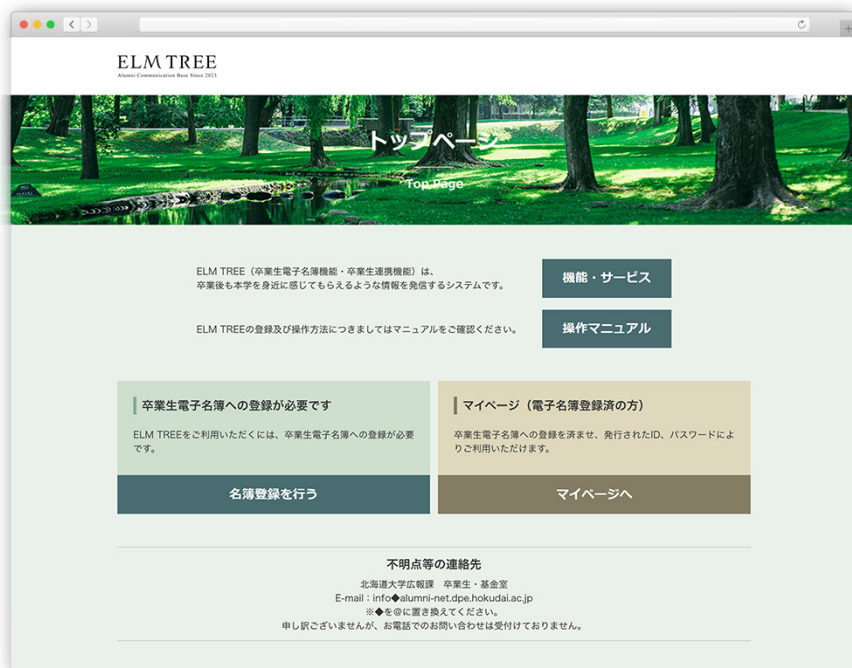 ELM TREE
Alumni Communication Base Since 2023
トップページ
Top Page
ELM TREE（卒業生電子名簿機能・卒業生連携機能）は、
卒業後も本学を身近に感じてもらえるような情報を発信するシステムです。
機能・サービス
ELM TREEの登録及び操作方法につきましてはマニュアルをご確認ください。
操作マニュアル
卒業生電子名簿への登録が必要です
ELM TREEをご利用いただくには、卒業生電子名簿への登録が必要
です。
名簿登録を行う
マイページ（電子名簿登録済の方）
卒業生電子名簿への登録を済ませ、発行されたID、パスワードによ
りご利用いただけます。
マイページへ
不明点等の連絡先
北海道大学広報課　卒業生・基金室
E-mail：info◆alumni-net.dpe.hokudai.ac.jp
※◆を@に置き換えてください。
申し訳ございませんが、お電話でのお問い合わせは受付けておりません。